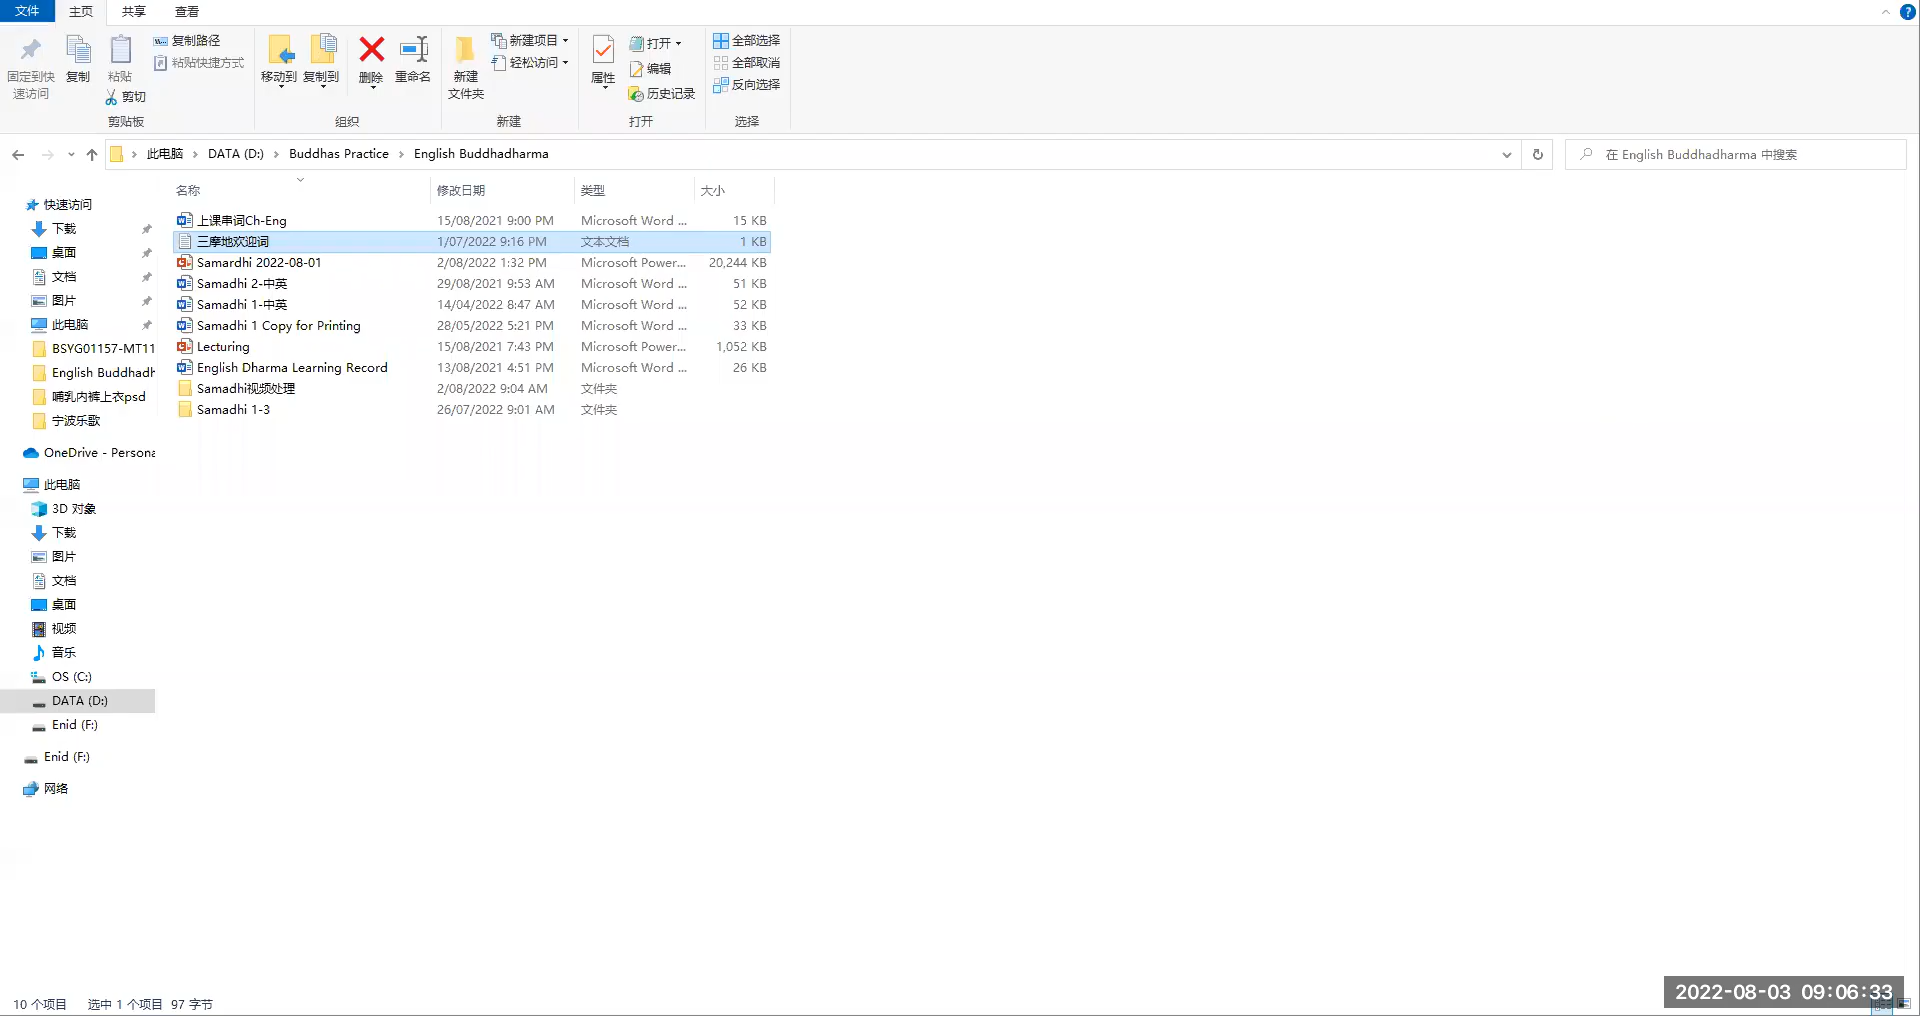 文件 主页 共享 查看
固定到快速访问 复制 粘贴 复制路径 粘贴快捷方式 剪切 移动到 复制到 删除 重命名 新建文件夹 新建项目 轻松访问 属性 打开 编辑 历史记录 全部选择 全部取消 反向选择
剪贴板 组织 新建 打开 选择
此电脑 DATA (D:) Buddhas Practice English Buddhadharma 在 English Buddhadharma 中搜索
名称 修改日期 类型 大小
上课串词Ch-Eng 15/08/2021 9:00 PM Microsoft Word ... 15 KB
三摩地欢迎词 1/07/2022 9:16 PM 文本文档 1 KB
Samardhi 2022-08-01 2/08/2022 1:32 PM Microsoft Power... 20,244 KB
Samadhi 2-中英 29/08/2021 9:53 AM Microsoft Word ... 51 KB
Samadhi 1-中英 14/04/2022 8:47 AM Microsoft Word ... 52 KB
Samadhi 1 Copy for Printing 28/05/2022 5:21 PM Microsoft Word ... 33 KB
Lecturing 15/08/2021 7:43 PM Microsoft Power... 1,052 KB
English Dharma Learning Record 13/08/2021 4:51 PM Microsoft Word ... 26 KB
Samadhi视频处理 2/08/2022 9:04 AM 文件夹
Samadhi 1-3 26/07/2022 9:01 AM 文件夹
快速访问
下载
桌面
文档
图片
此电脑
BSYG01157-MT11
English Buddhadh
哺乳内裤上衣psd
宁波乐歌
OneDrive - Persona
此电脑
3D 对象
下载
图片
文档
桌面
视频
音乐
OS (C:)
DATA (D:)
Enid (F:)
Enid (F:)
网络
10 个项目 选中 1 个项目 97 字节
2022-08-03 09:06:33